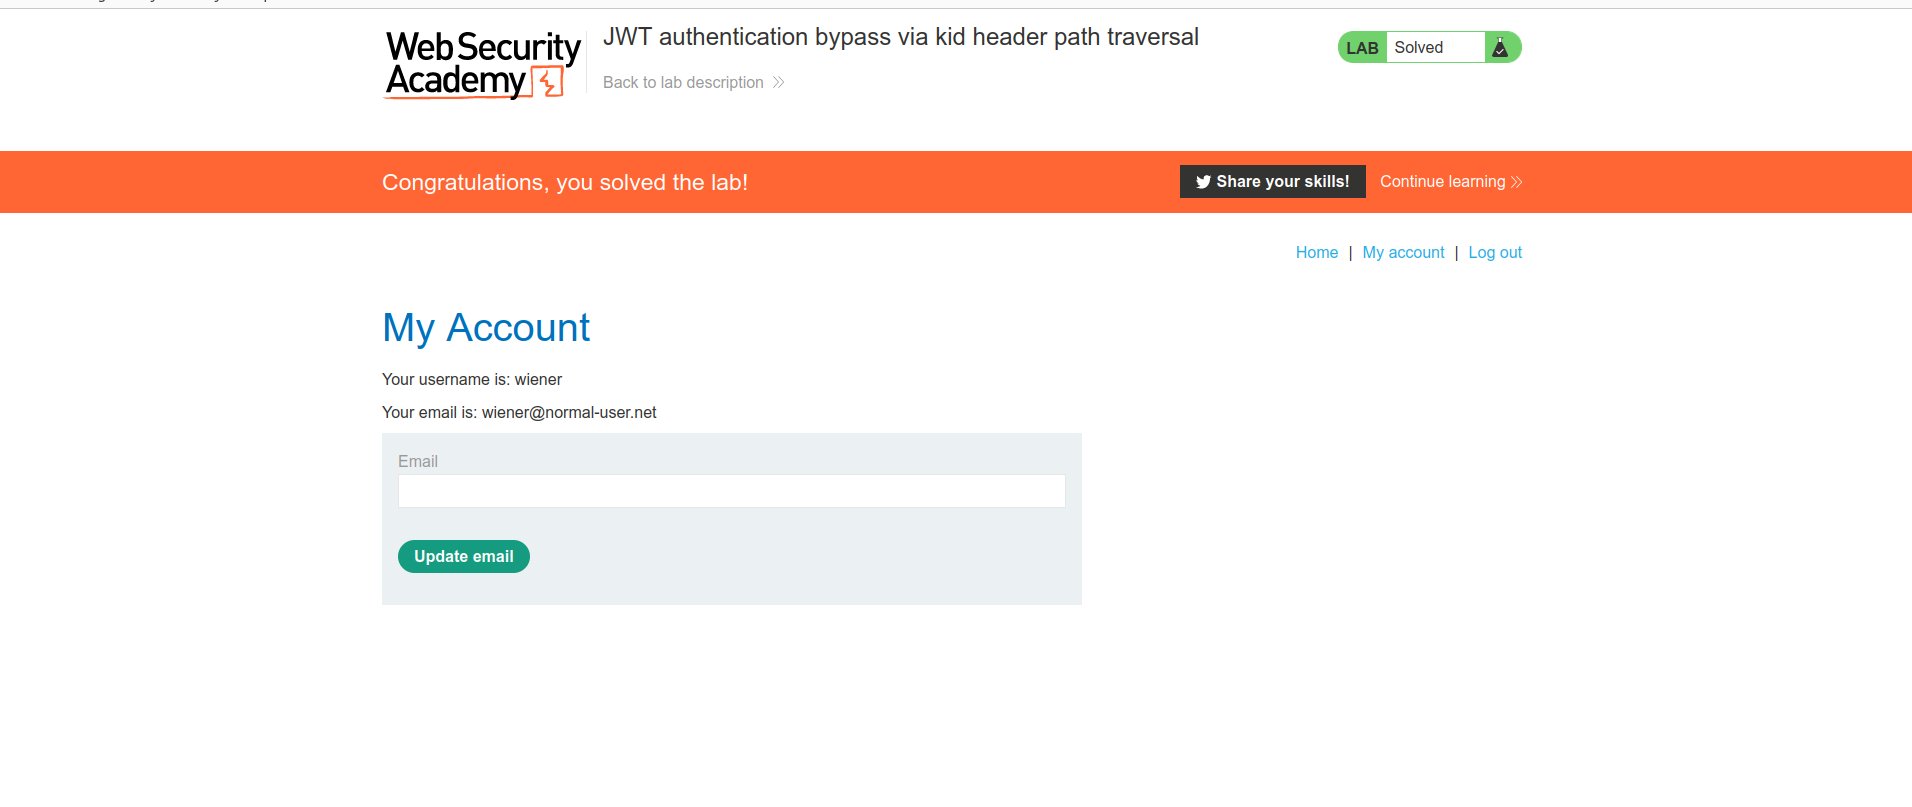 Web Security
Academy
JWT authentication bypass via kid header path traversal
Back to lab description
LAB Solved
Congratulations, you solved the lab!
Share your skills!
Continue learning
Home | My account | Log out
My Account
Your username is: wiener
Your email is: wiener@normal-user.net
Email
Update email